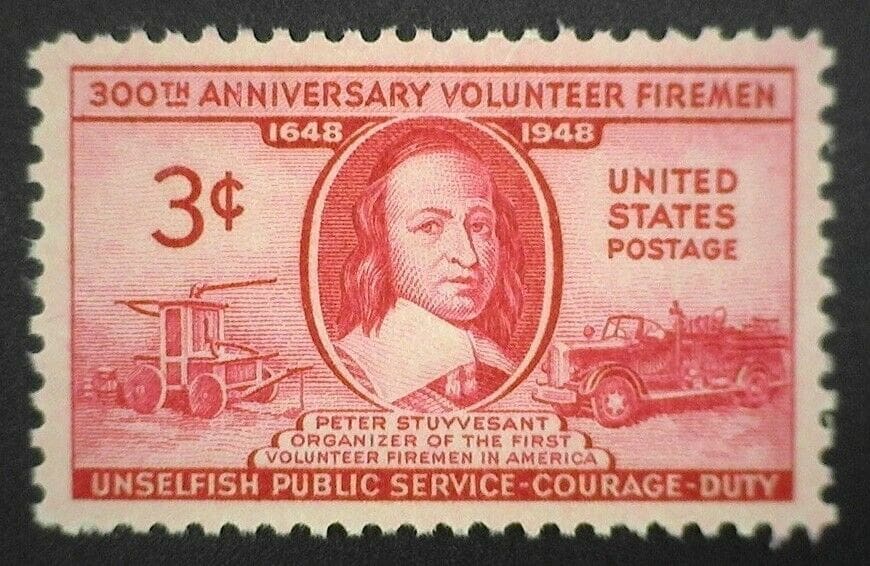 300TH ANNIVERSARY VOLUNTEER FIREMEN
1648 1948
3¢
UNITED
STATES
POSTAGE
PETER STUYVESANT
ORGANIZER OF THE FIRST
VOLUNTEER FIREMEN IN AMERICA
UNSELFISH PUBLIC SERVICE-COURAGE-DUTY